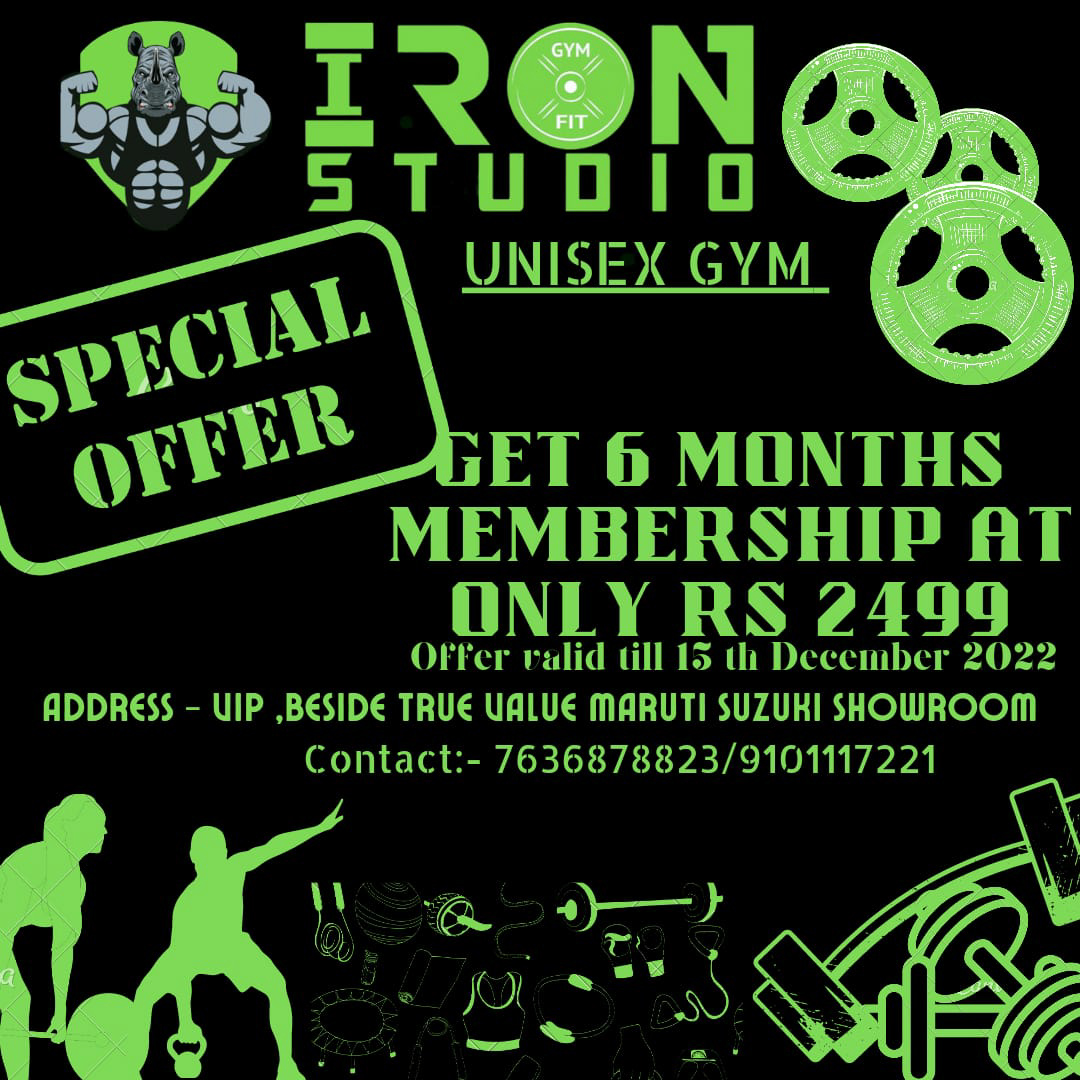 IRON
GYM
FIT
STUDIO
UNISEX GYM
SPECIAL
OFFER
GET 6 MONTHS
MEMBERSHIP AT
ONLY RS 2499
Offer valid till 15 th December 2022
ADDRESS - VIP ,BESIDE TRUE VALUE MARUTI SUZUKI SHOWROOM
Contact:- 7636878823/9101117221